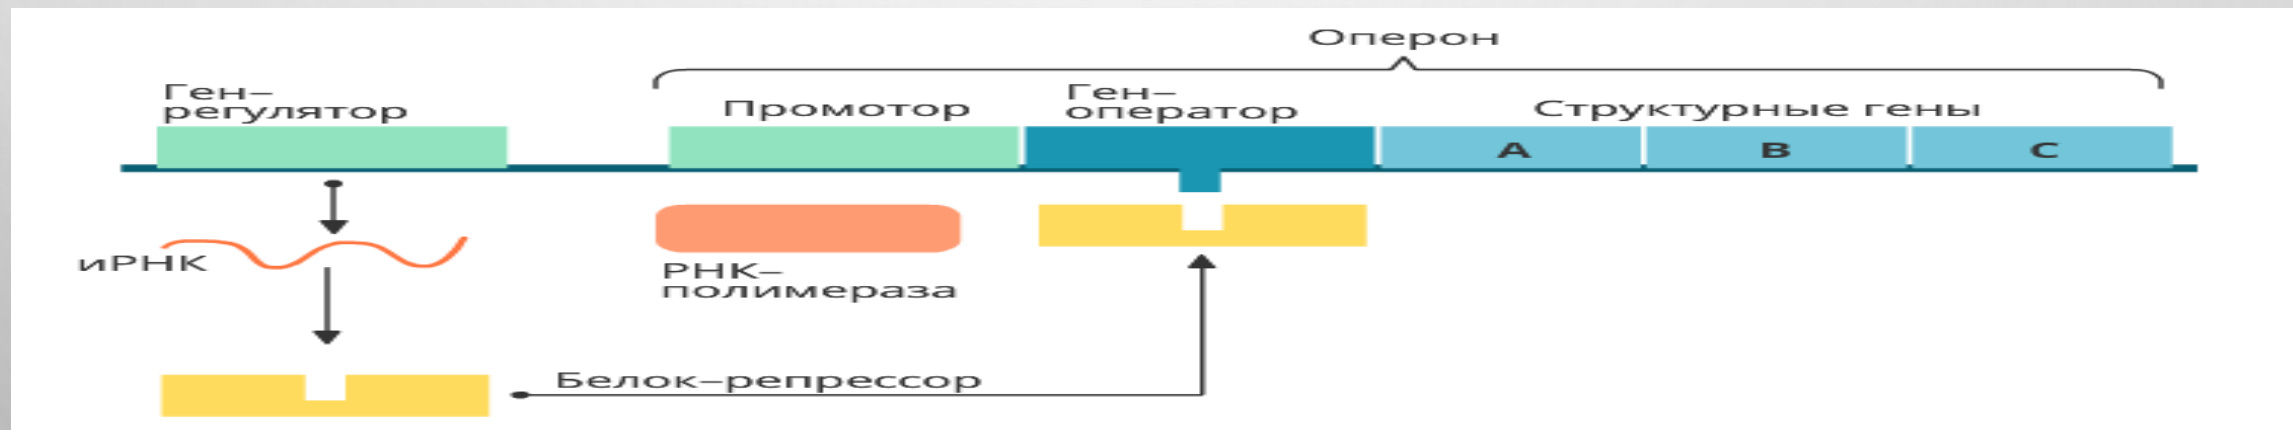 Оперон
Ген–
регулятор
Промотор
Ген–
оператор
Структурные гены
A
B
C
иРНК
РНК–
полимераза
Белок–репрессор